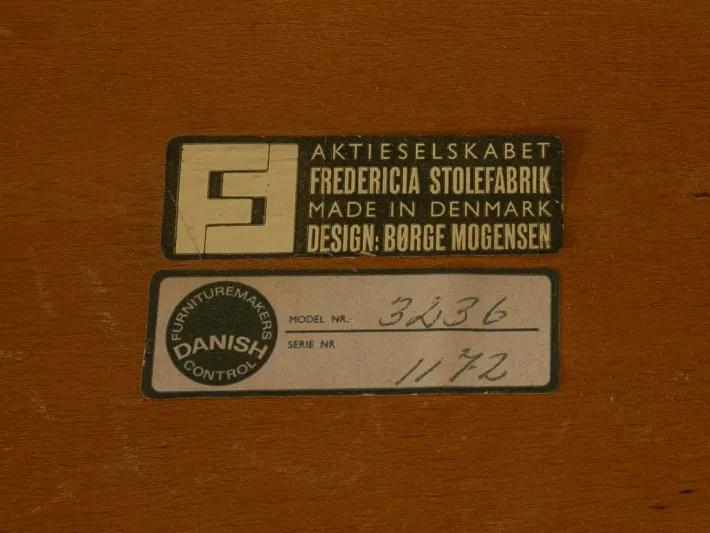 AKTIESELSKABET
FREDERICIA STOLEFABRIK
MADE IN DENMARK
DESIGN: BØRGE MOGENSEN
FURNITUREMAKERS
DANISH
CONTROL
MODEL NR. 3236
SERIE NR 1172